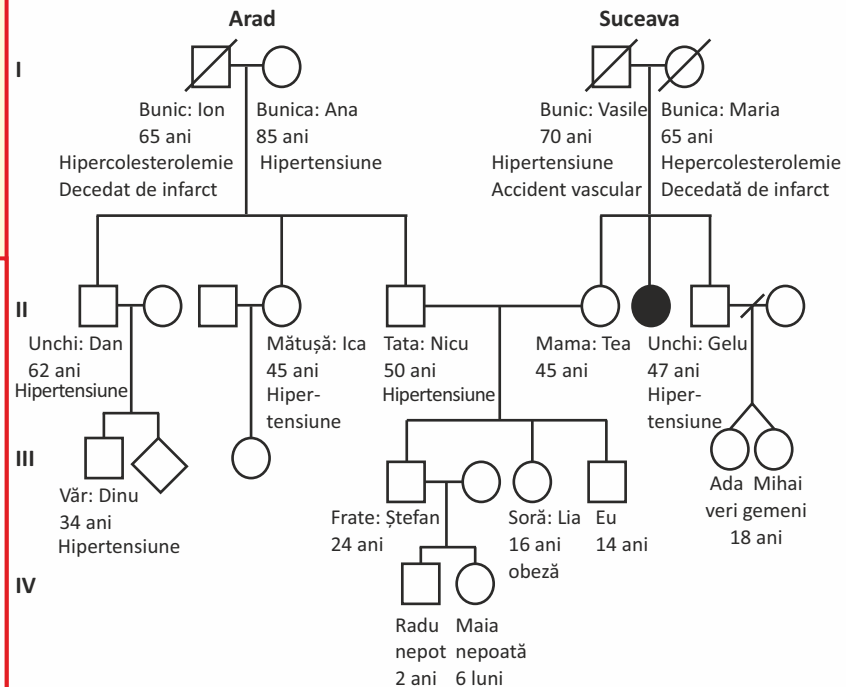 Arad
Suceava
I
Bunic: Ion
65 ani
Hipercolesterolemie
Decedat de infarct
Bunica: Ana
85 ani
Hipertensiune
Bunic: Vasile
70 ani
Hipertensiune
Accident vascular
Bunica: Maria
65 ani
Hepercolesterolemie
Decedată de infarct
II
Unchi: Dan
62 ani
Hipertensiune
Mătușă: Ica
45 ani
Hiper-
tensiune
Tata: Nicu
50 ani
Hipertensiune
Mama: Tea
45 ani
Unchi: Gelu
47 ani
Hiper-
tensiune
III
Văr: Dinu
34 ani
Hipertensiune
Frate: Ștefan
24 ani
Soră: Lia
16 ani
obeză
Eu
14 ani
Ada Mihai
veri gemeni
18 ani
IV
Radu
nepot
2 ani
Maia
nepoată
6 luni